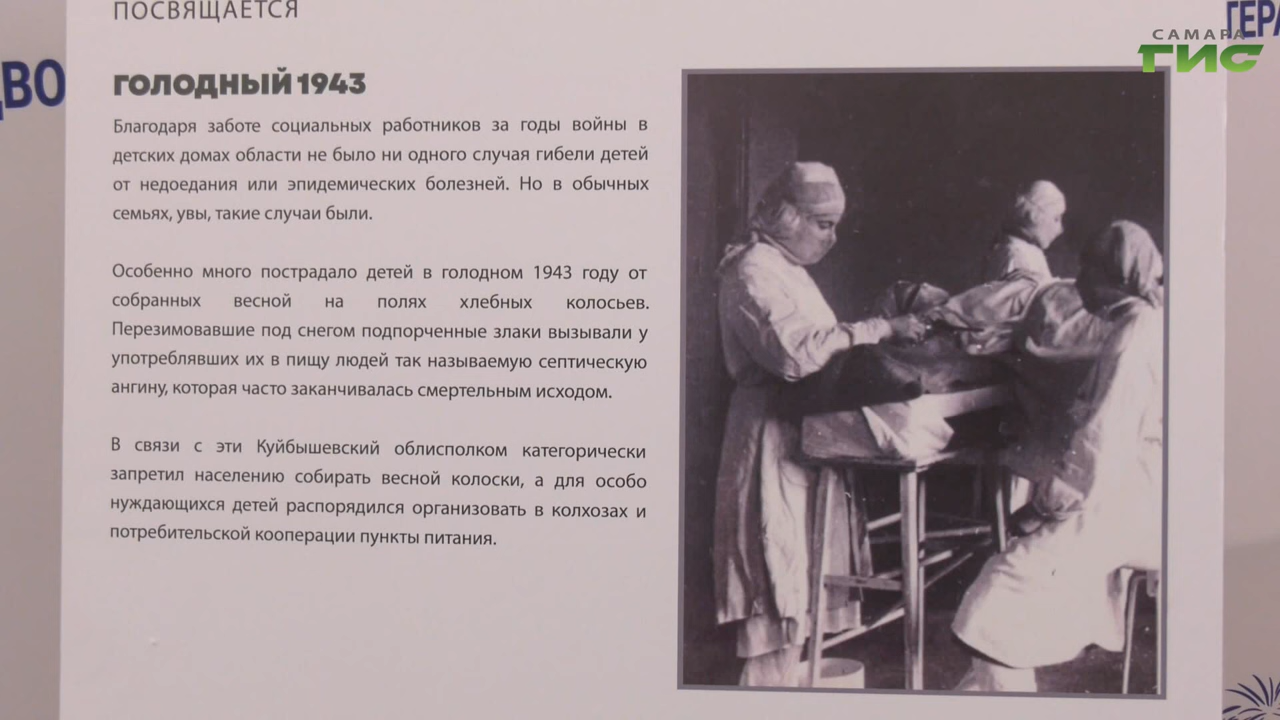 ПОСВЯЩАЕТСЯ
ГОЛОДНЫЙ 1943
Благодаря заботе социальных работников за годы войны в
детских домах области не было ни одного случая гибели детей
от недоедания или эпидемических болезней. Но в обычных
семьях, увы, такие случаи были.
Особенно много пострадало детей в голодном 1943 году от
собранных весной на полях хлебных колосьев.
Перезимовавшие под снегом подпорченные злаки вызывали у
употреблявших их в пищу людей так называемую септическую
ангину, которая часто заканчивалась смертельным исходом.
В связи с эти Куйбышевский облисполком категорически
запретил населению собирать весной колоски, а для особо
нуждающихся детей распорядился организовать в колхозах и
потребительской кооперации пункты питания.
САМАРА
ГИС